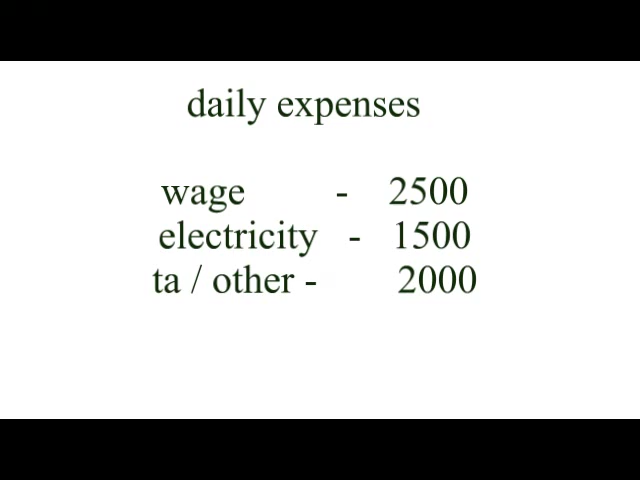 daily expenses
wage - 2500
electricity - 1500
ta / other - 2000